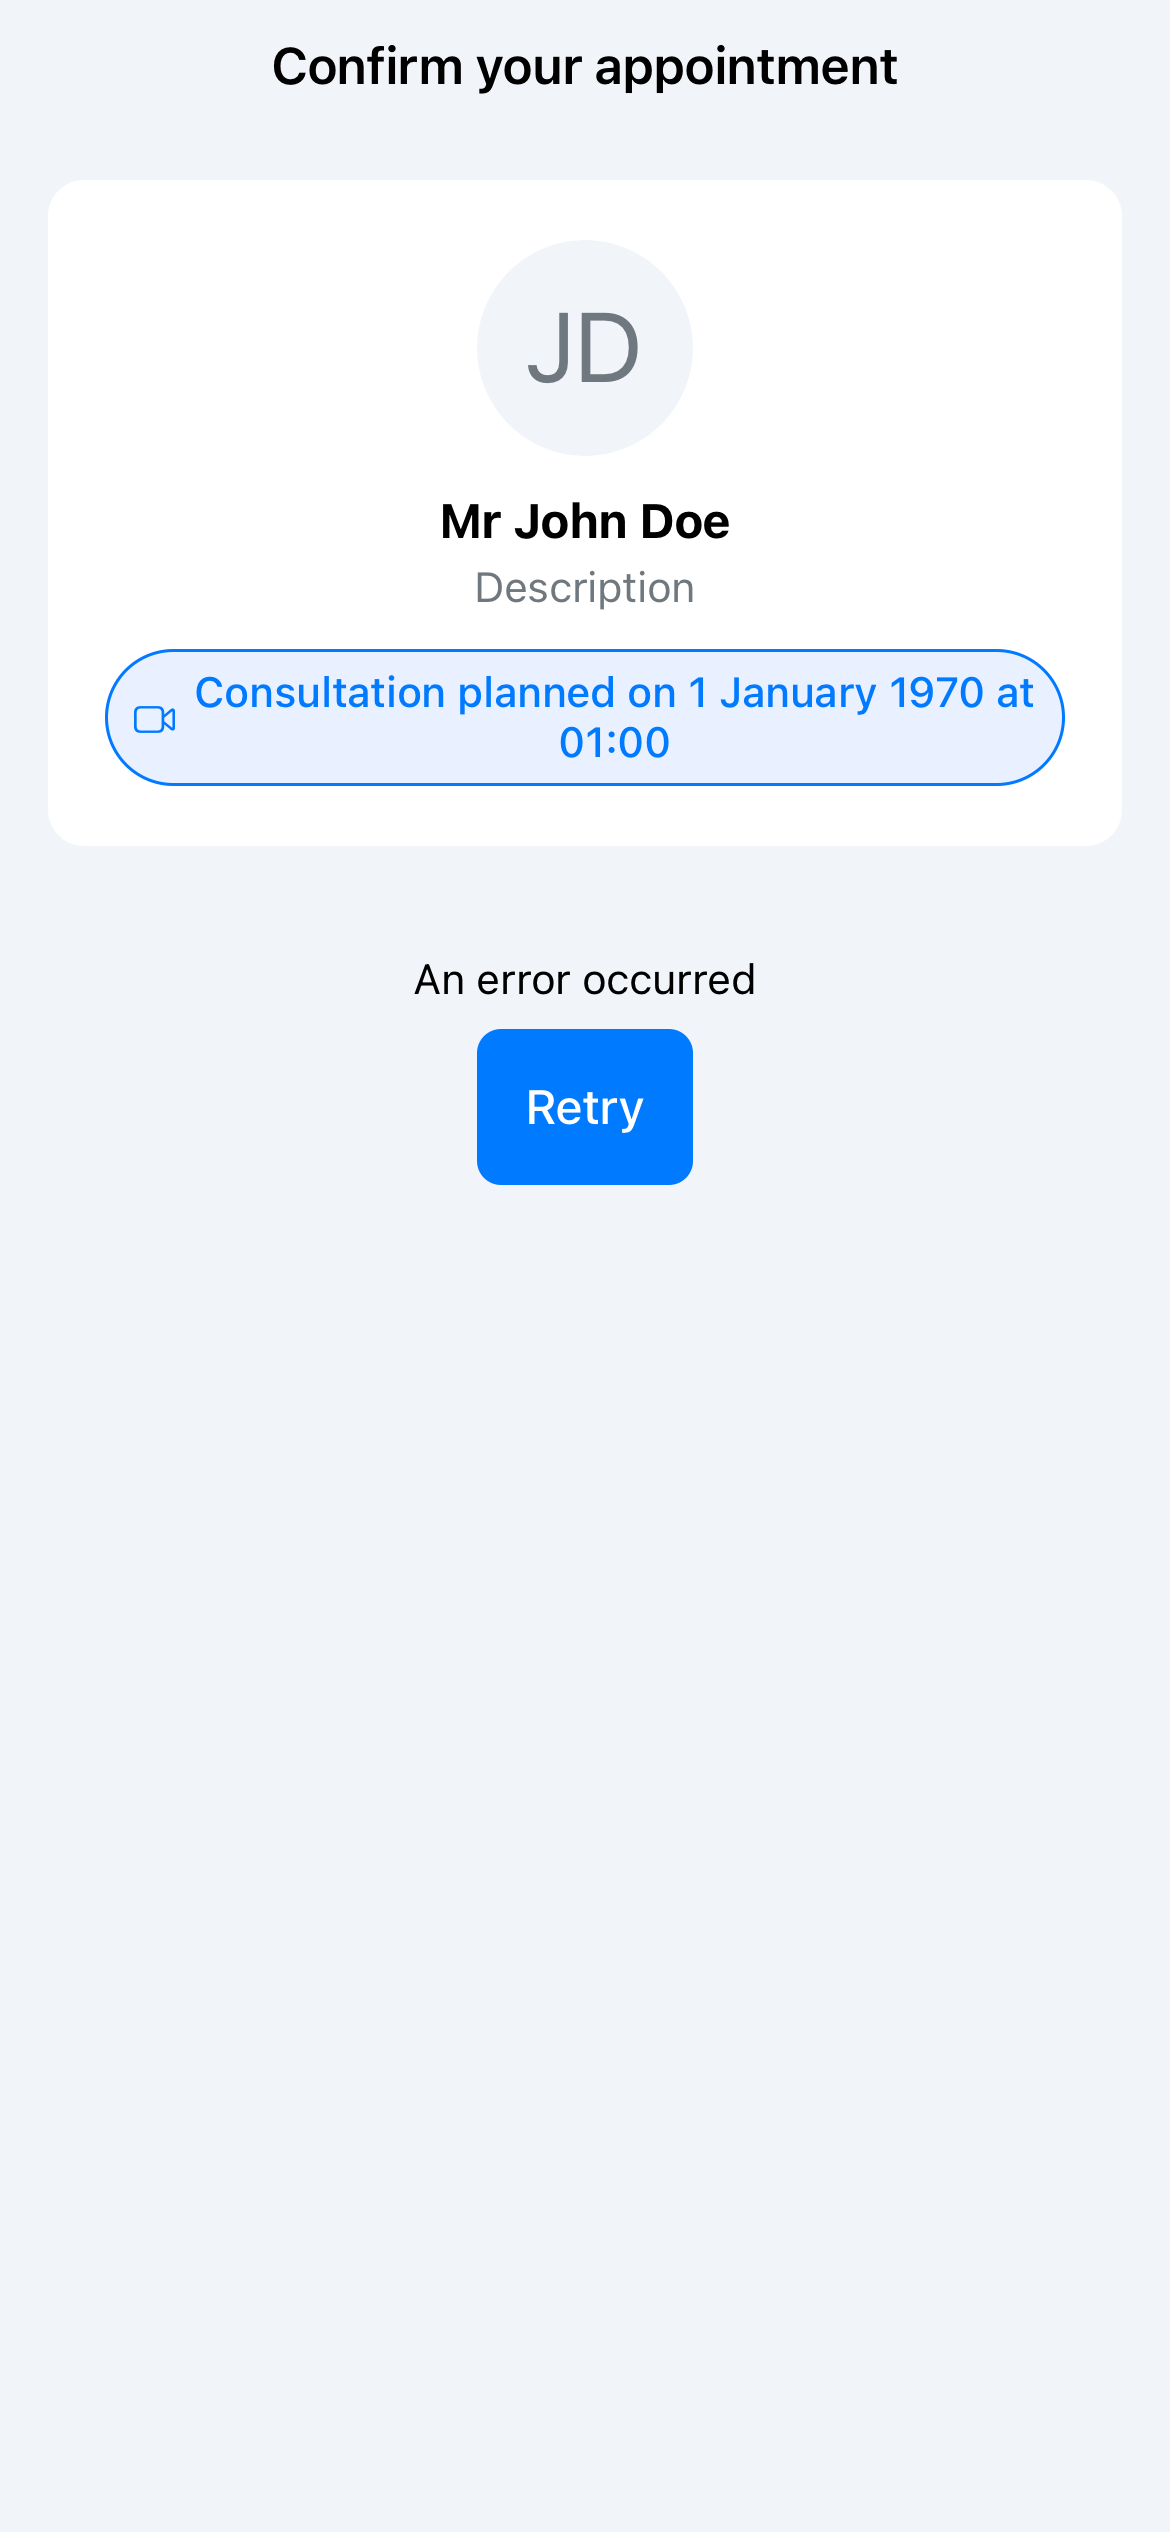 Confirm your appointment
JD
Mr John Doe
Description
Consultation planned on 1 January 1970 at
01:00
An error occurred
Retry